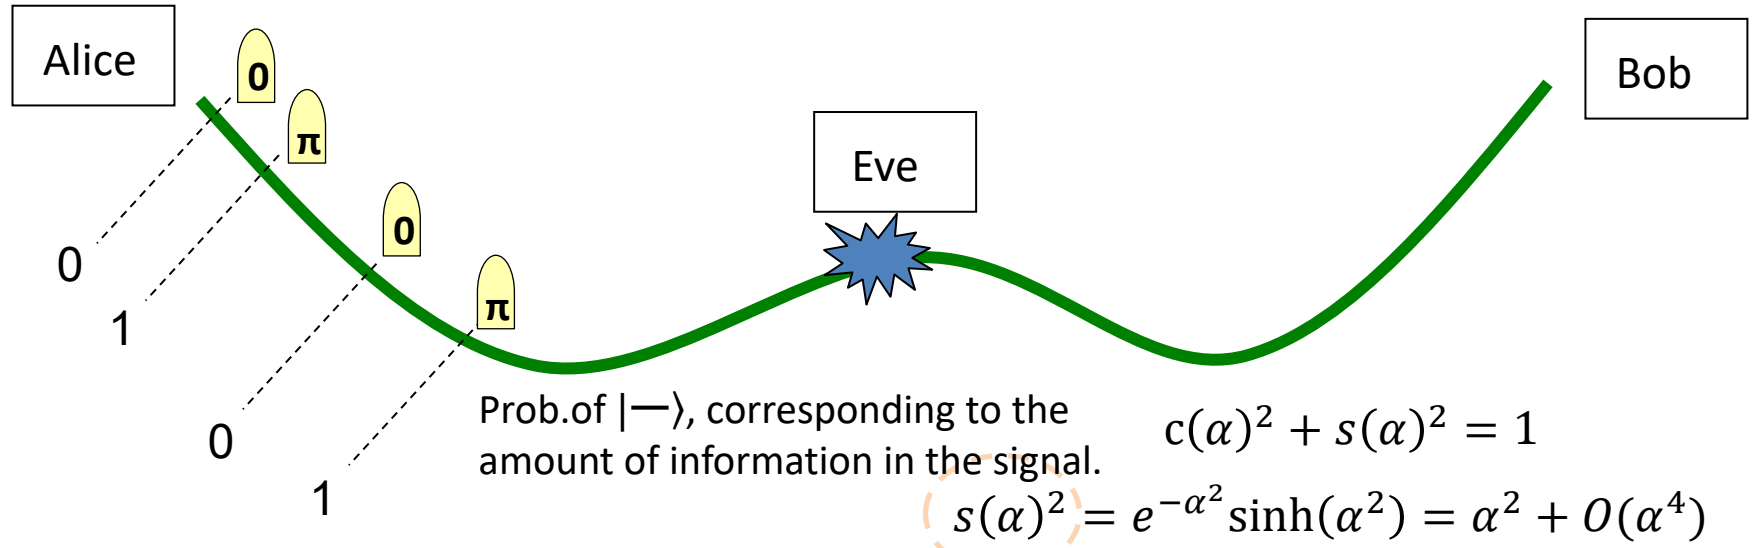 Alice
0
π
0
π
Eve
Bob
0
1
0
1
Prob.of |—⟩, corresponding to the
amount of information in the signal.
c(α)² + s(α)² = 1
s(α)² = e^{-α²} sinh(α²) = α² + O(α⁴)